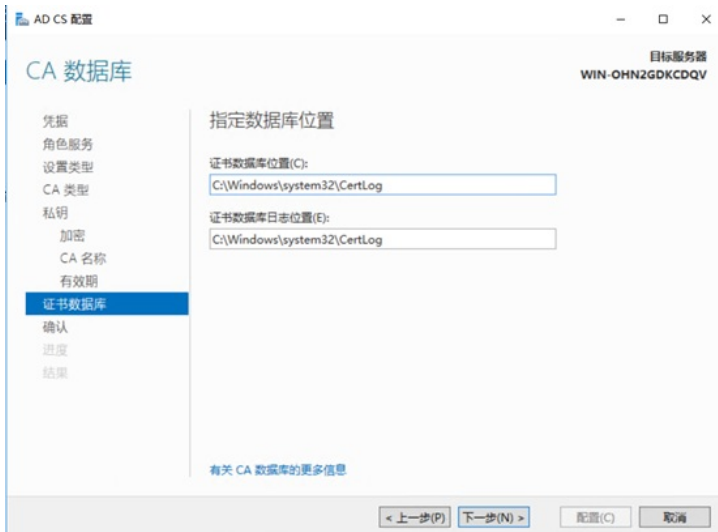 AD CS 配置
CA 数据库
目标服务器
WIN-OHN2GDKCDQV
凭据
角色服务
设置类型
CA 类型
私钥
加密
CA 名称
有效期
证书数据库
确认
进度
结果
指定数据库位置
证书数据库位置(C):
C:\Windows\system32\CertLog
证书数据库日志位置(E):
C:\Windows\system32\CertLog
有关 CA 数据库的更多信息
< 上一步(P) 下一步(N) > 配置(C) 取消